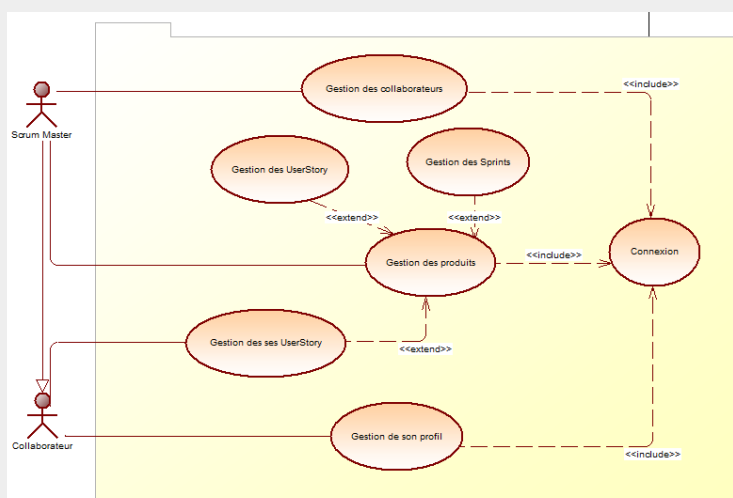 Gestion des collaborateurs
<<include>>
Scrum Master
Gestion des UserStory
Gestion des Sprints
<<extend>>
<<extend>>
Gestion des produits
<<include>>
Connexion
Gestion des ses UserStory
<<extend>>
Gestion de son profil
Collaborateur
<<include>>